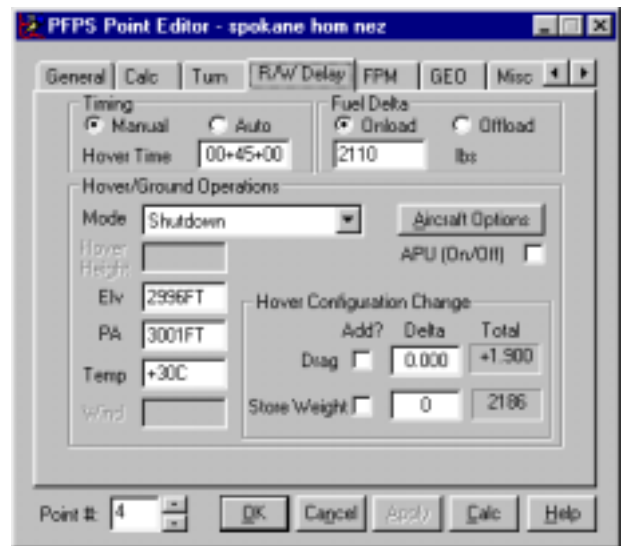 PFPS Point Editor - spokane hom nez
General Calc Turn R/W Delay FPM GEO Misc
Timing
Manual Auto
Hover Time 00+45+00
Fuel Delta
Onload Offload
2110 lbs
Hover/Ground Operations
Mode Shutdown Aircraft Options
Hover Height APU (On/Off)
Elv 2996FT
PA 3001FT
Temp +30C
Wind
Hover Configuration Change
Add? Delta Total
Drag 0.000 +1.900
Store Weight 0 2186
Point #: 4 OK Cancel Apply Calc Help